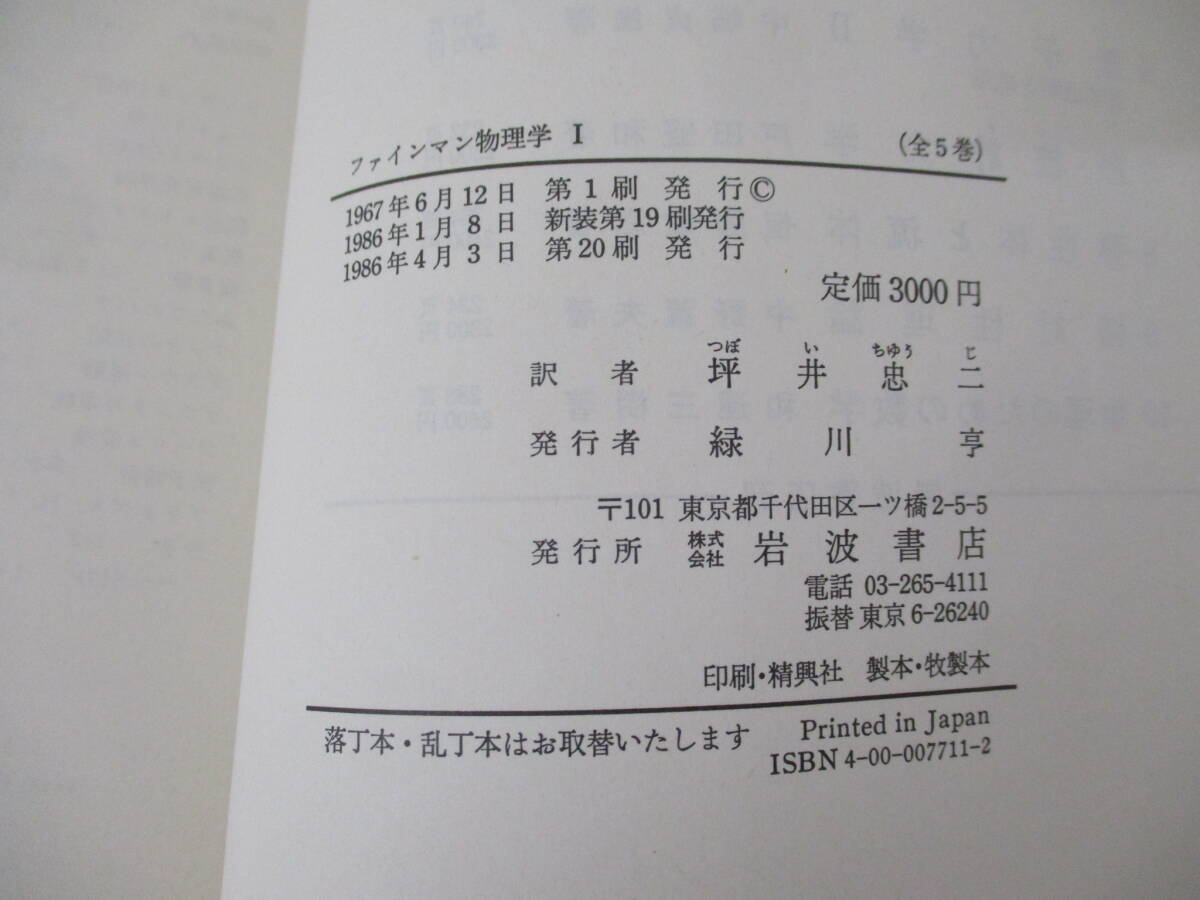 ファインマン物理学 I (全5巻)
1967年6月12日 第1刷発行©
1986年1月8日 新装第19刷発行
1986年4月3日 第20刷発行
定価3000円
つぼ い ちゆう じ
訳者 坪井忠二
発行者 緑川亨
〒101 東京都千代田区一ツ橋2-5-5
発行所 株式会社 岩波書店
電話 03-265-4111
振替 東京6-26240
印刷・精興社 製本・牧製本
落丁本・乱丁本はお取替いたします
Printed in Japan
ISBN4-00-007711-2